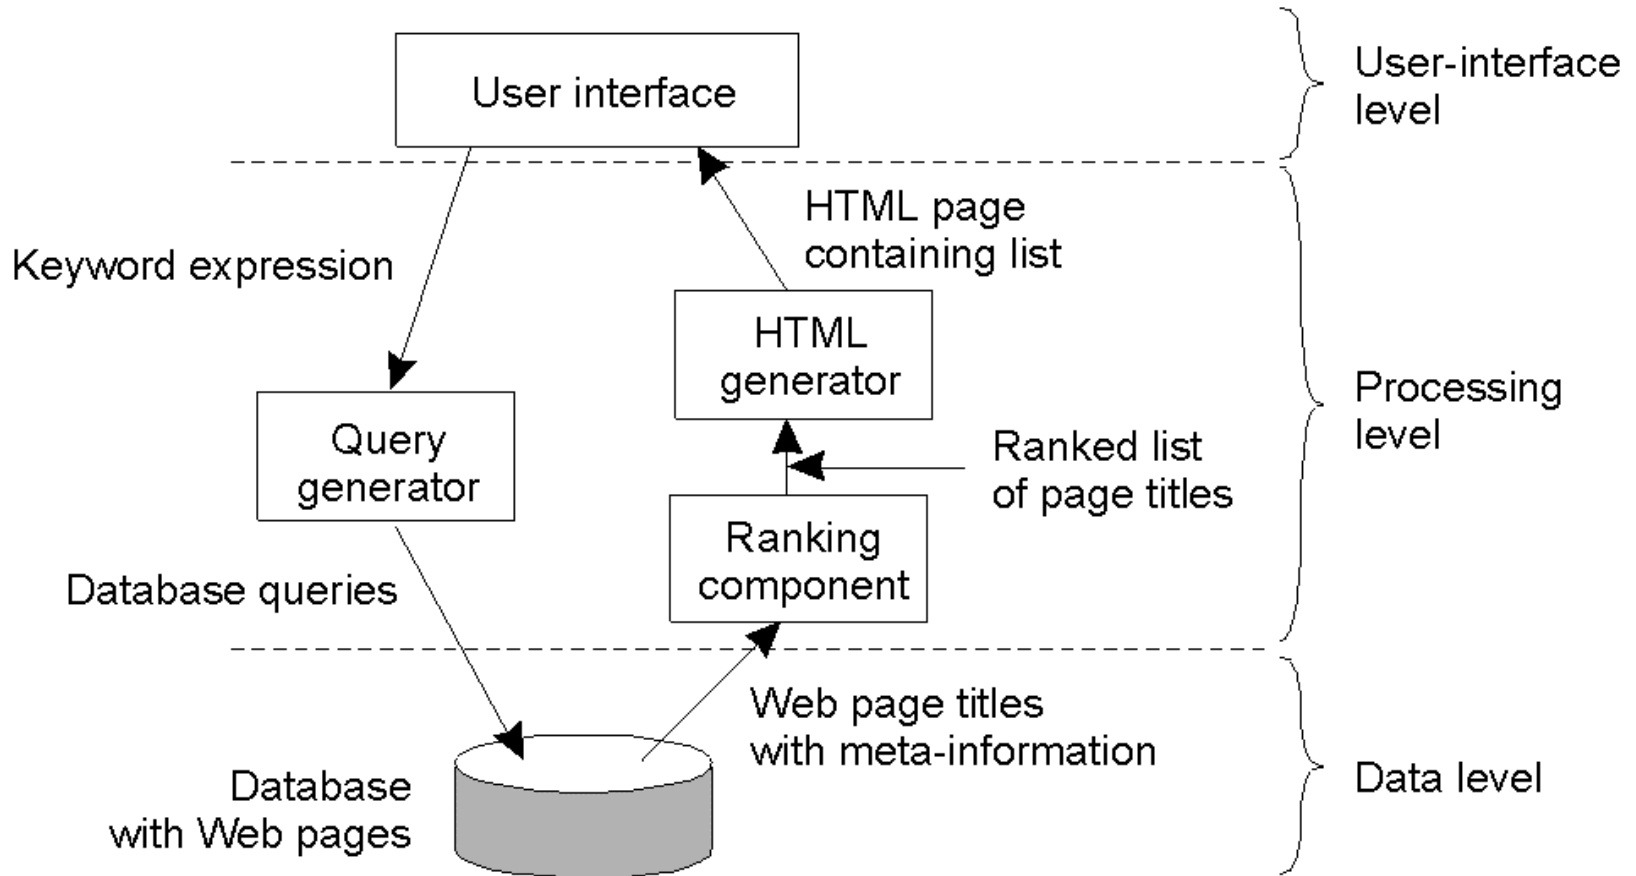 User interface
User-interface
level
Keyword expression
HTML page
containing list
HTML
generator
Processing
level
Query
generator
Ranked list
of page titles
Ranking
component
Database queries
Web page titles
with meta-information
Database
with Web pages
Data level